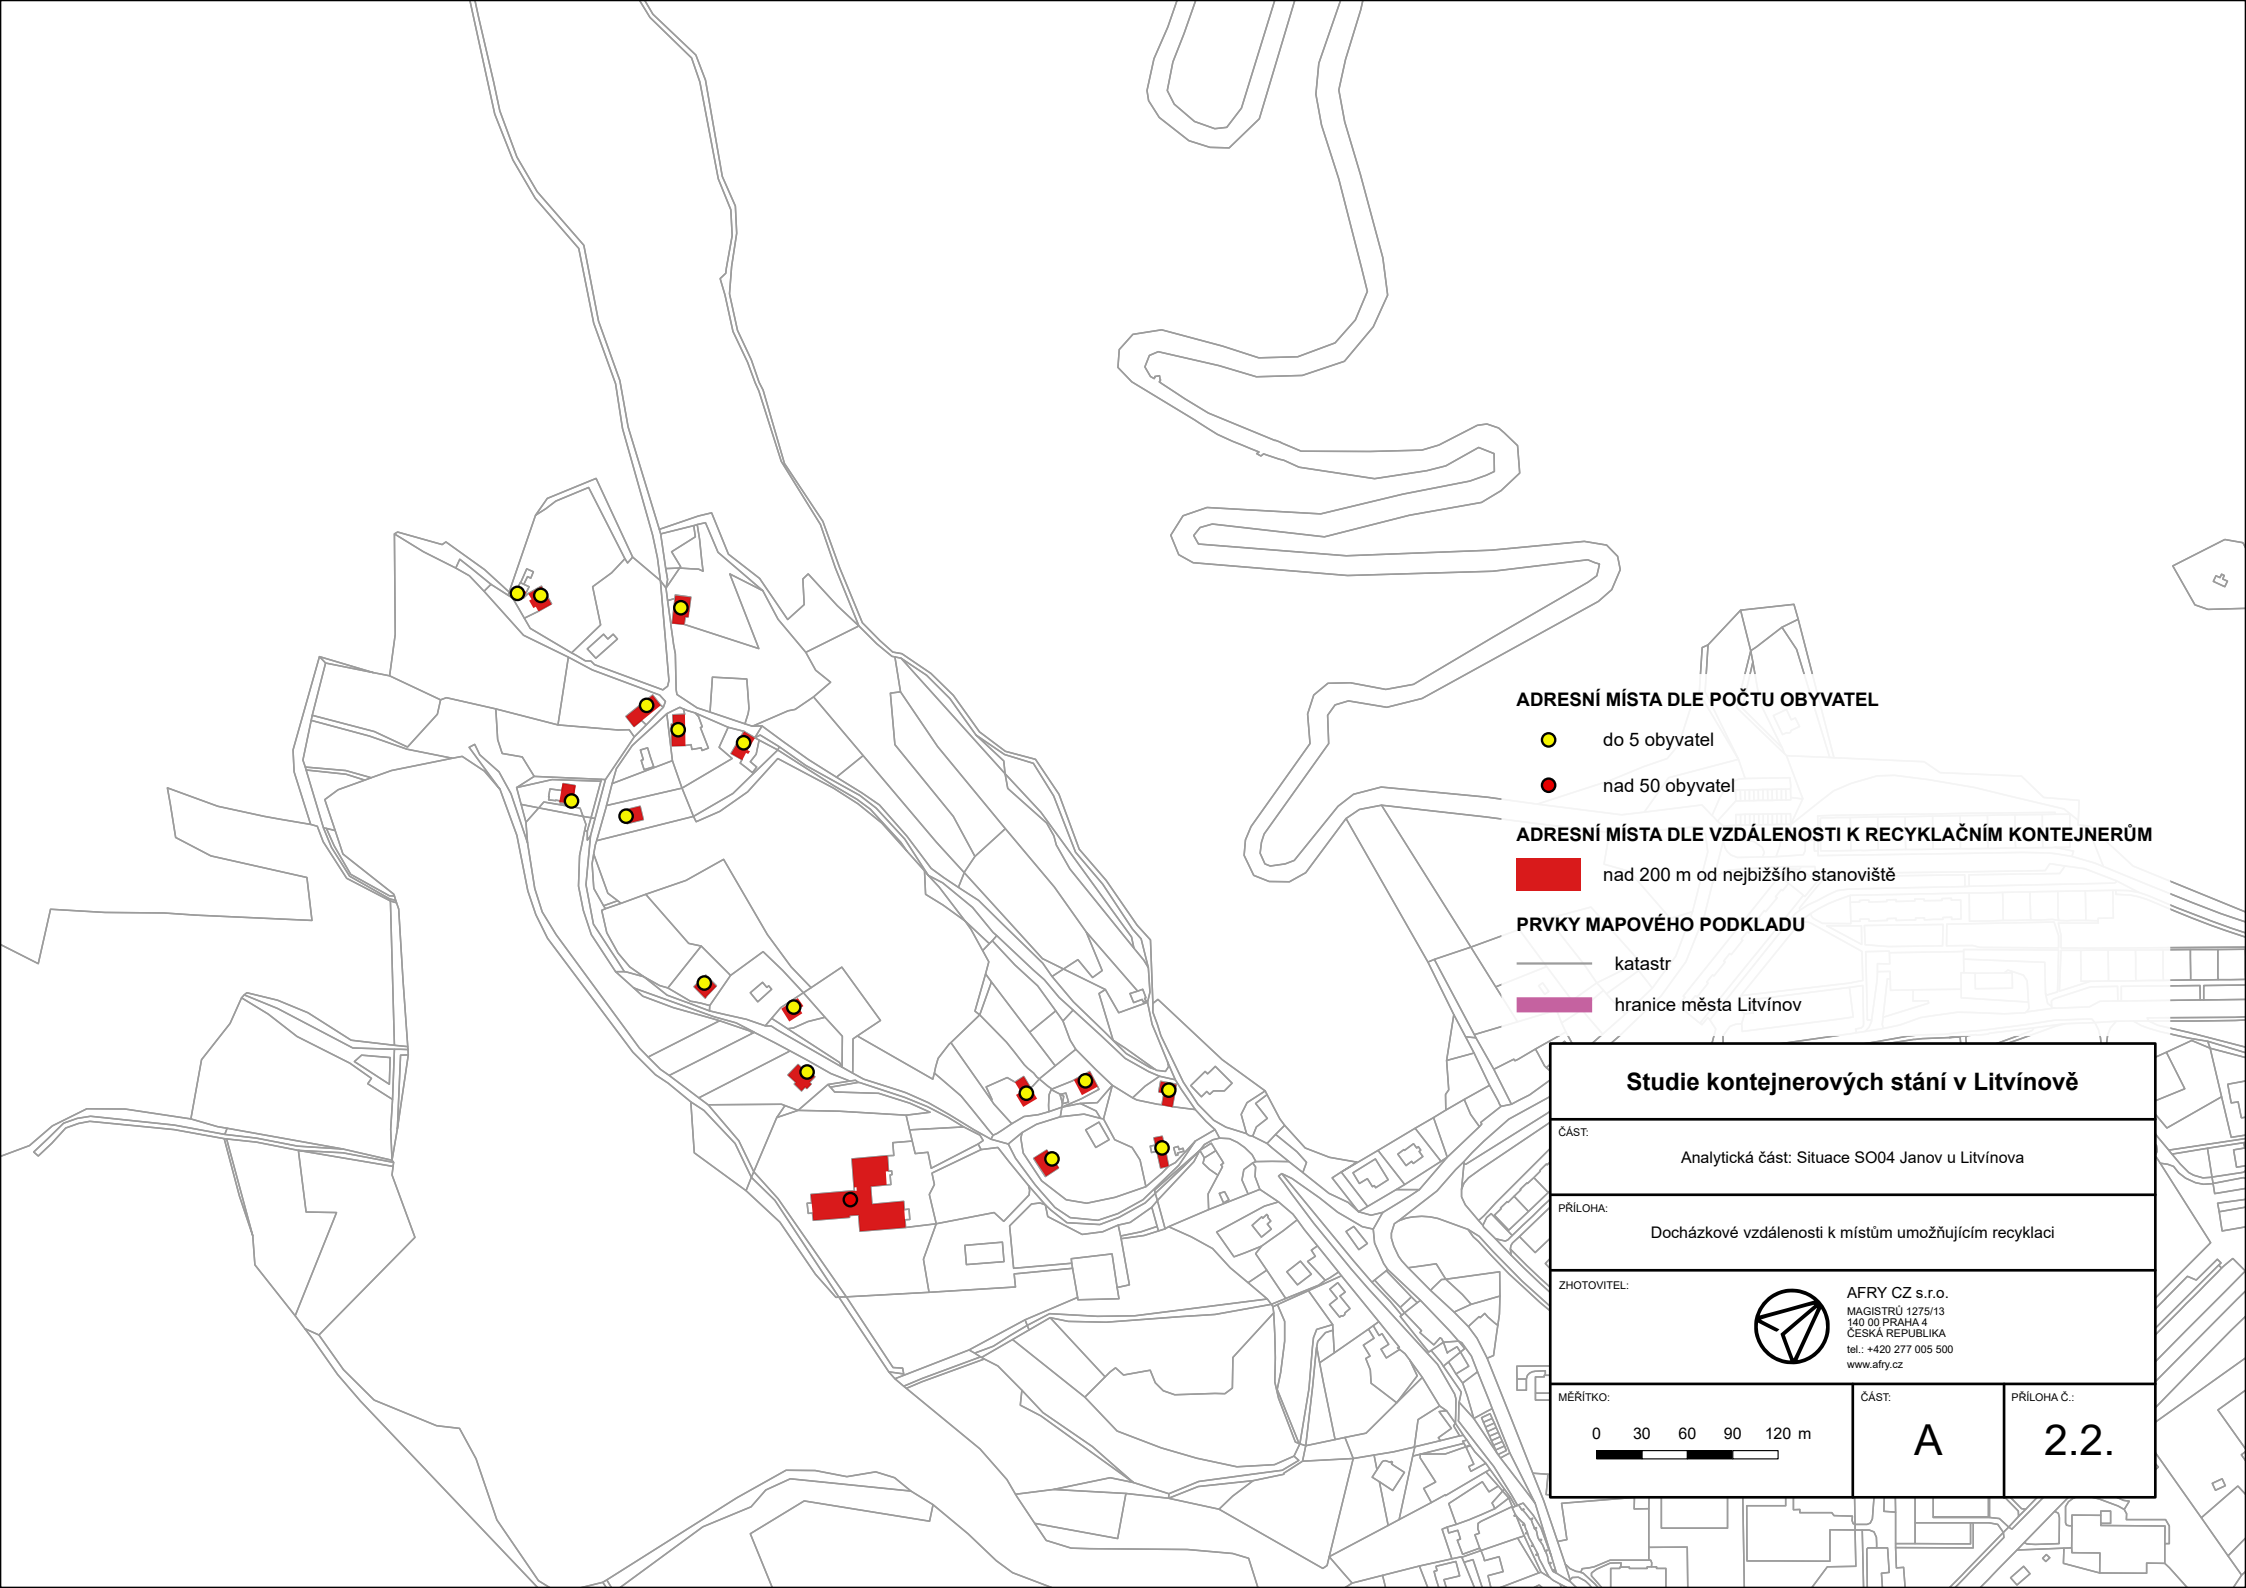 ADRESNÍ MÍSTA DLE POČTU OBYVATEL
do 5 obyvatel
nad 50 obyvatel
ADRESNÍ MÍSTA DLE VZDÁLENOSTI K RECYKLAČNÍM KONTEJNERŮM
nad 200 m od nejbižšího stanoviště
PRVKY MAPOVÉHO PODKLADU
katastr
hranice města Litvínov
Studie kontejnerových stání v Litvínově
ČÁST:
Analytická část: Situace SO04 Janov u Litvínova
PŘÍLOHA:
Docházkové vzdálenosti k místům umožňujícím recyklaci
ZHOTOVITEL:
AFRY CZ s.r.o.
MAGISTRŮ 1275/13
140 00 PRAHA 4
ČESKÁ REPUBLIKA
tel.: +420 277 005 500
www.afry.cz
MĚŘÍTKO:
0 30 60 90 120 m
ČÁST:
A
PŘÍLOHA Č.:
2.2.